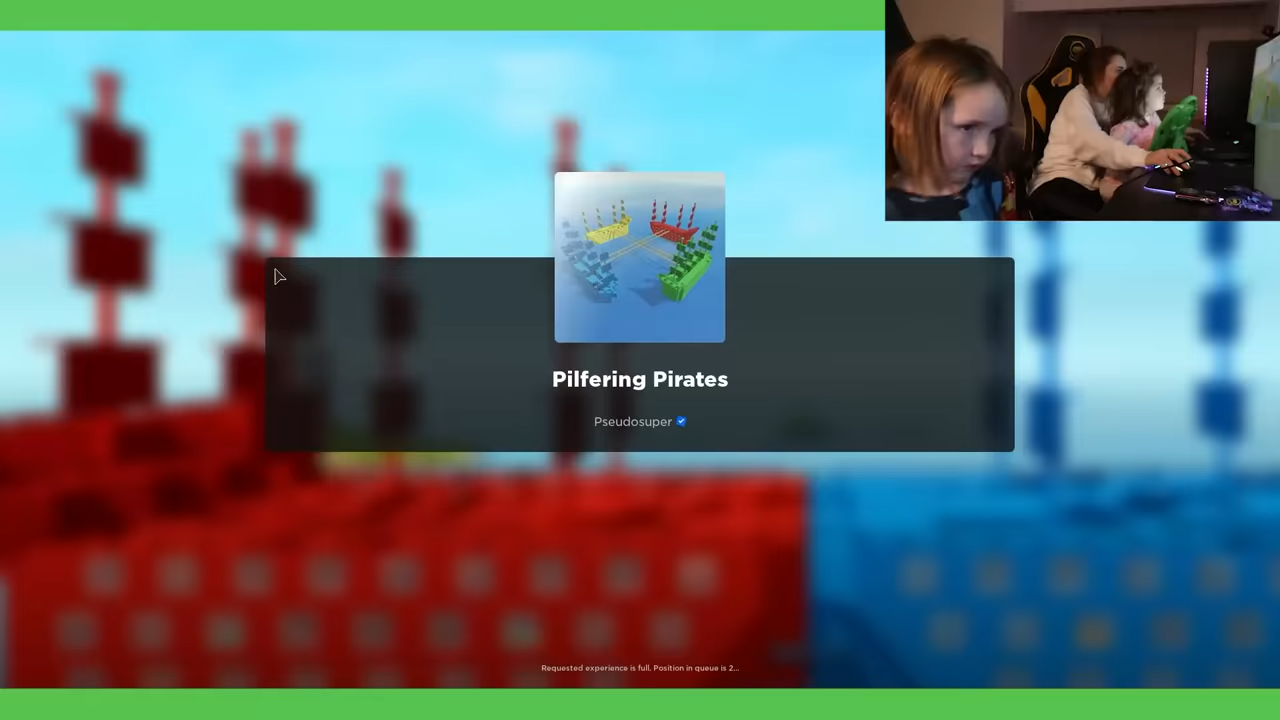 Pilfering Pirates
Pseudosuper
Requested experience is full. Position in queue is 2...